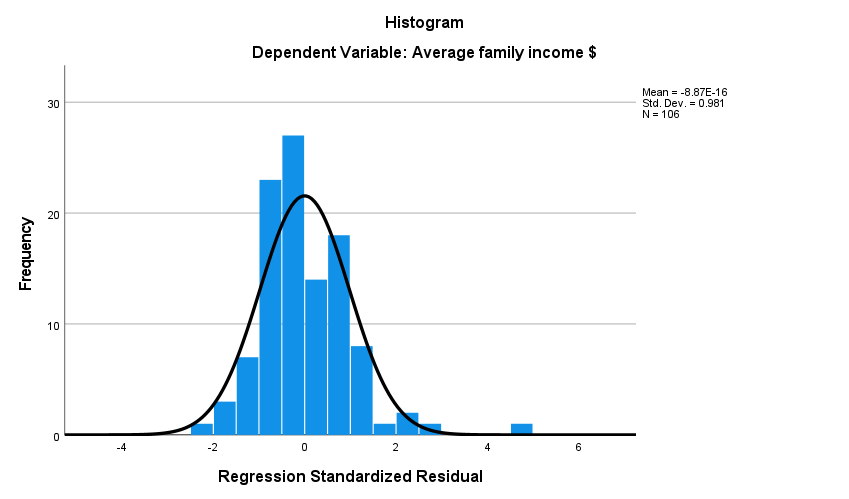 Histogram
Dependent Variable: Average family income $
Mean = -8.87E-16
Std. Dev. = 0.981
N = 106
Frequency
30
20
10
0
-4 -2 0 2 4 6
Regression Standardized Residual